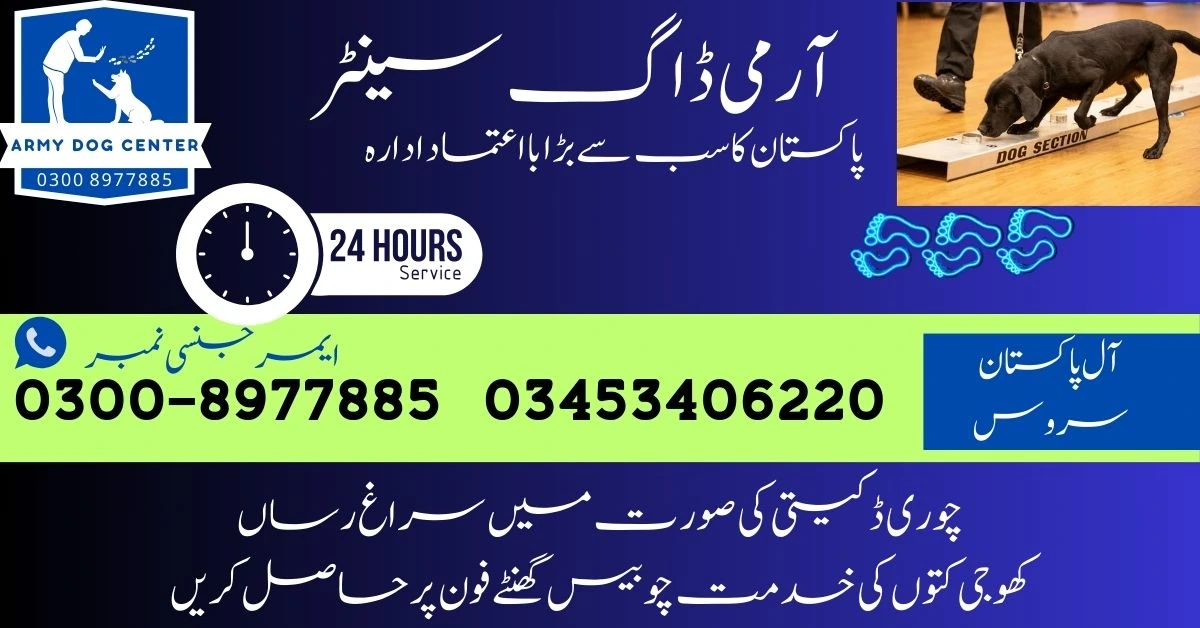 ARMY DOG CENTER
0300 8977885
آرمی ڈاگ سینٹر
پاکستان کا سب سے بڑا بااعتماد ادارہ
DOG SECTION
24 HOURS
Service
ایمرجنسی نمبر
0300-8977885 03453406220
آل پاکستان
سروس
چوری ڈکیتی کی صورت میں سراغ رساں
کھوجی کتوں کی خدمت چوبیس گھنٹے فون پر حاصل کریں